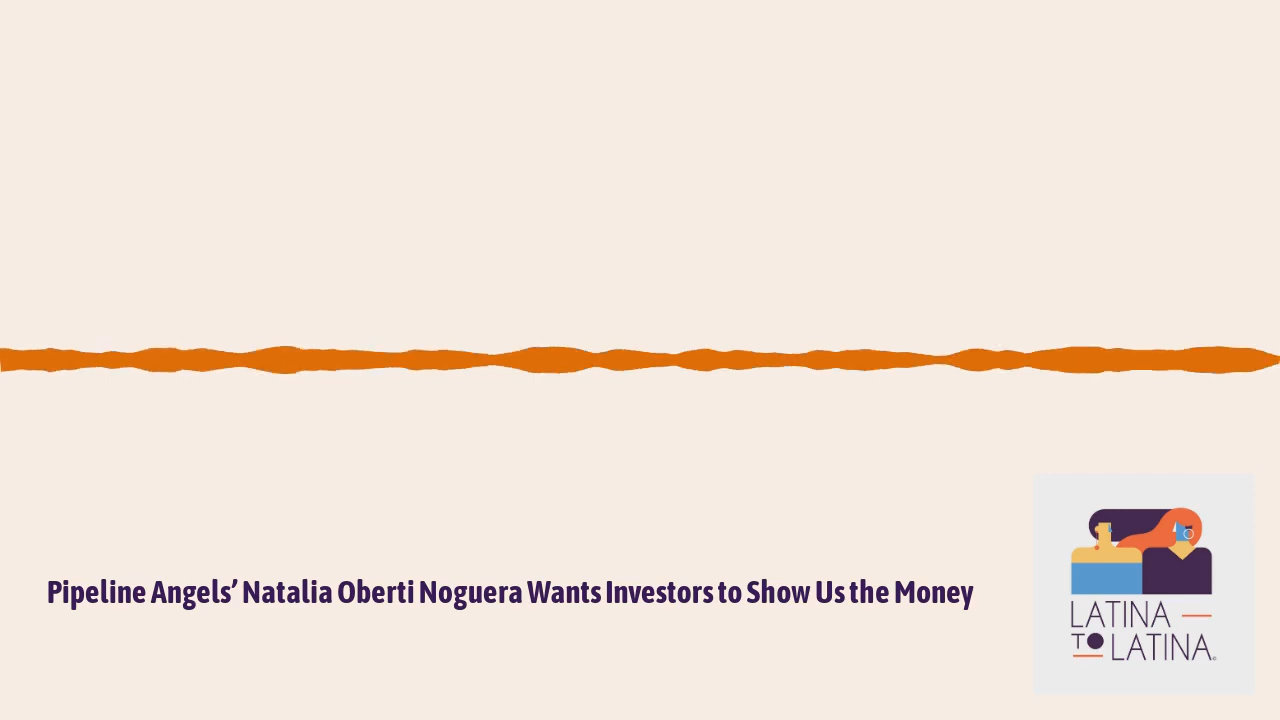 Pipeline Angels’ Natalia Oberti Noguera Wants Investors to Show Us the Money
LATINA
TO LATINA